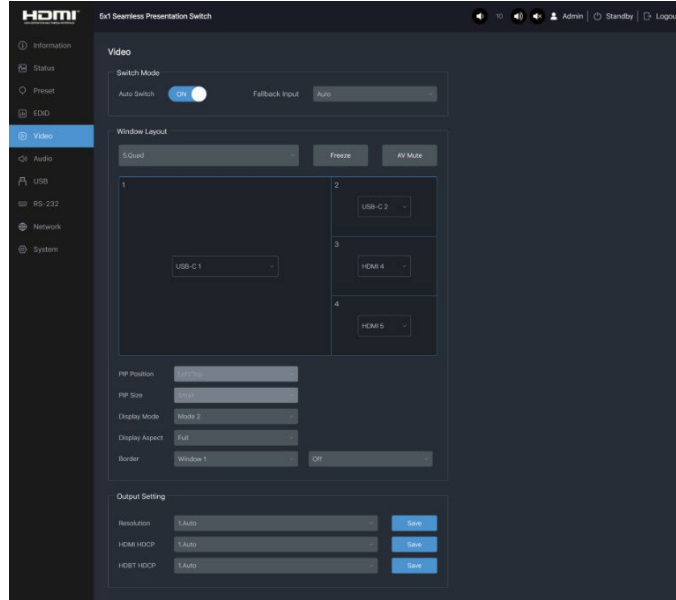 HDMI
5x1 Seamless Presentation Switch
10
Admin
Standby
Logou
Information
Status
Preset
EDID
Video
Audio
USB
RS-232
Network
System
Video
Switch Mode
Auto Switch
ON
Fallback Input
Auto
Window Layout
5.Quad
Freeze
AV Mute
1
2
USB-C 2
3
USB-C 1
HDMI 4
4
HDMI 5
PIP Position
PIP Size
Display Mode
Mode 2
Display Aspect
Full
Border
Window 1
Off
Output Setting
Resolution
1.Auto
Save
HDMI HDCP
1.Auto
Save
HDBT HDCP
1.Auto
Save